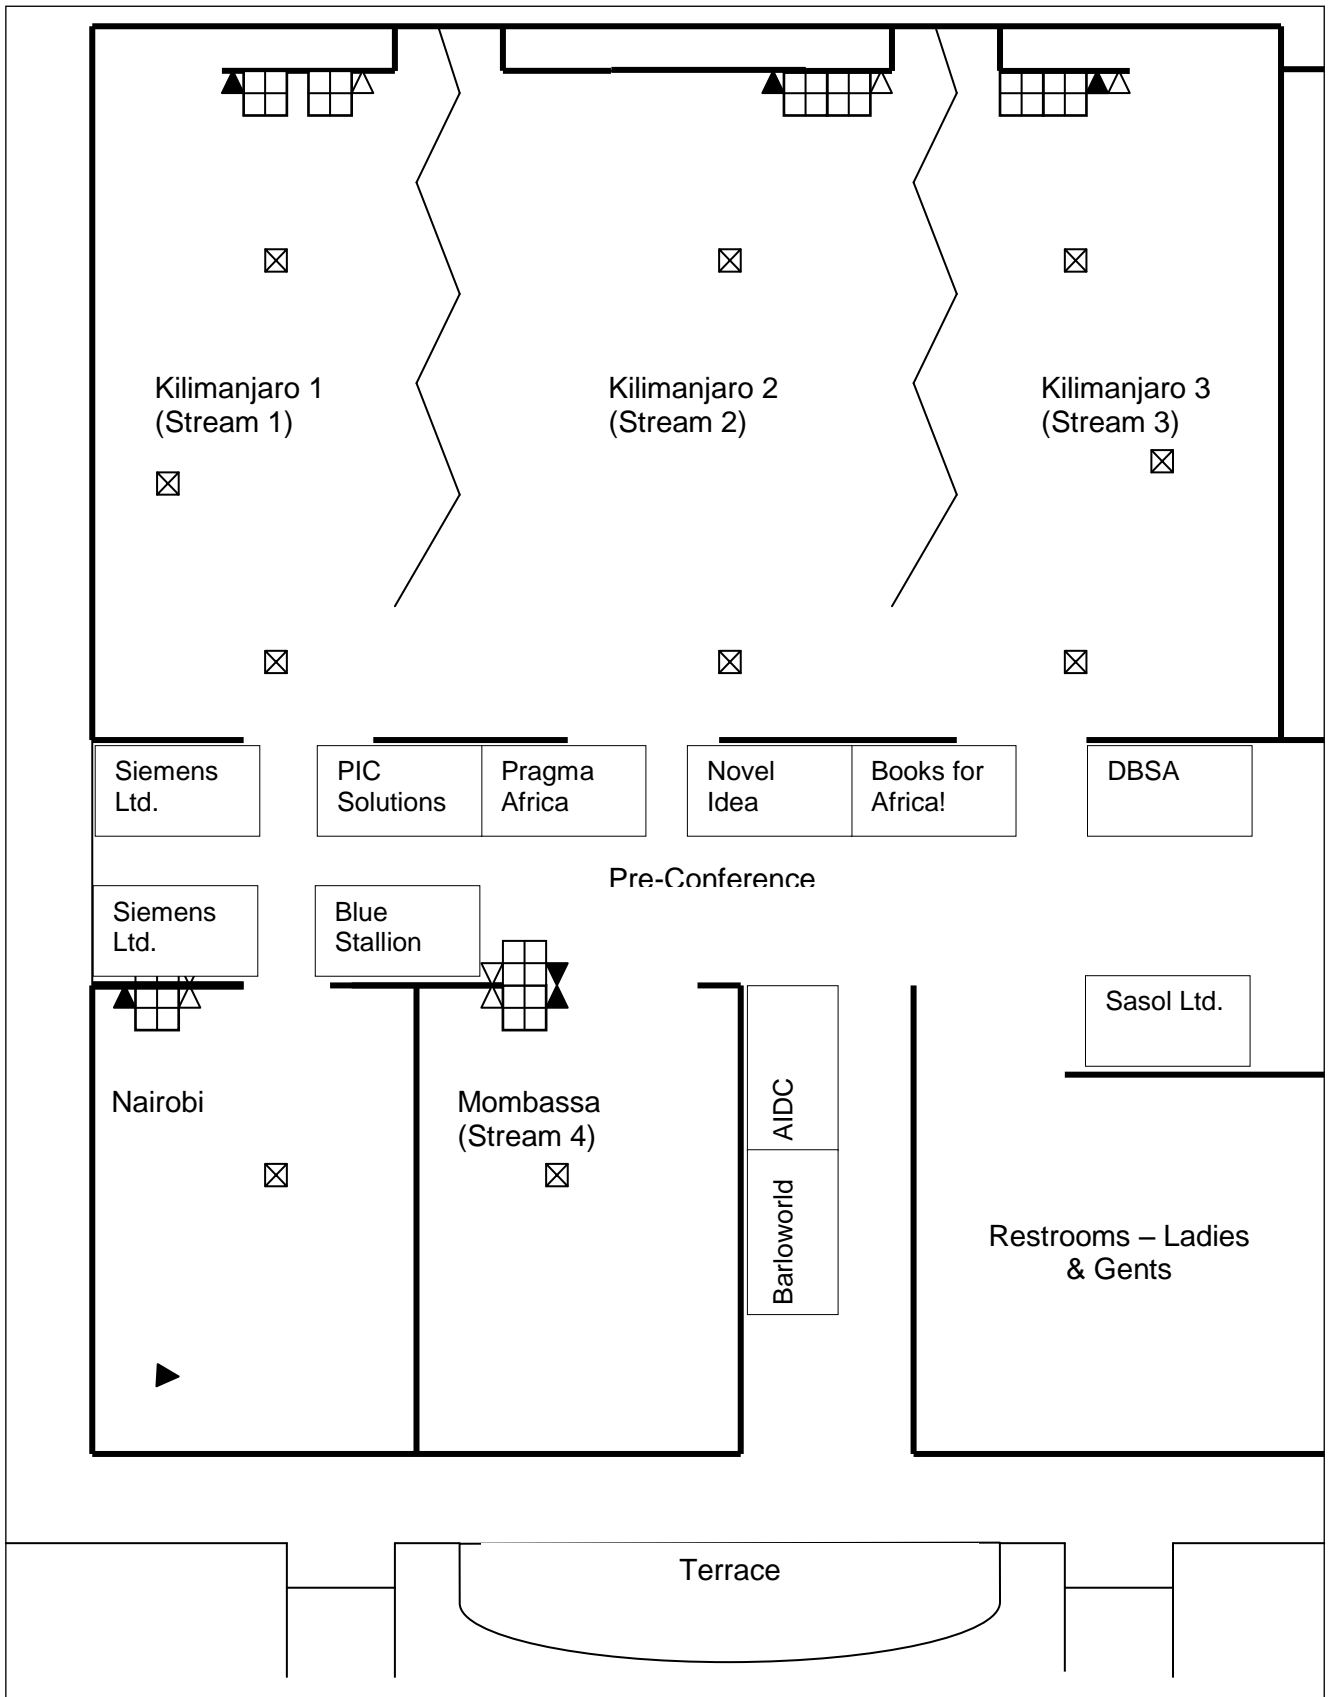 Kilimanjaro 1
(Stream 1)
Kilimanjaro 2
(Stream 2)
Kilimanjaro 3
(Stream 3)
Siemens
Ltd.
PIC
Solutions
Pragma
Africa
Novel
Idea
Books for
Africa!
DBSA
Pre-Conference
Siemens
Ltd.
Blue
Stallion
Sasol Ltd.
Nairobi
Mombassa
(Stream 4)
AIDC
Barloworld
Restrooms – Ladies
& Gents
Terrace